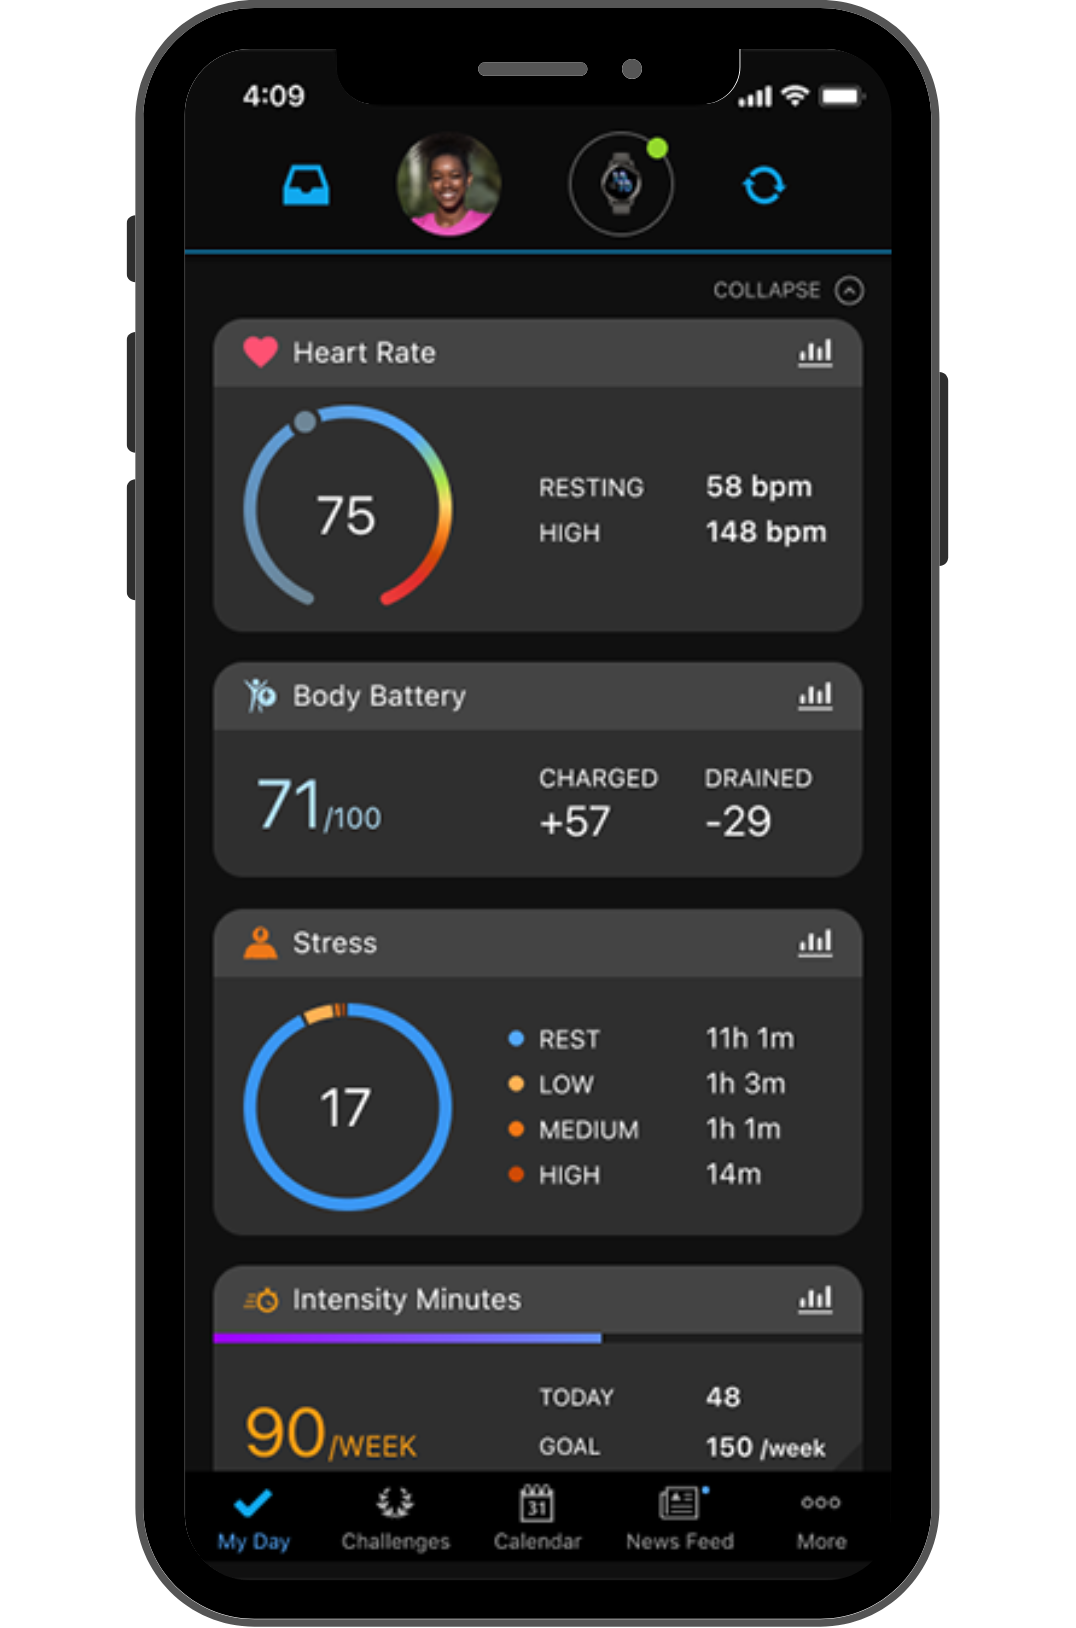 4:09
COLLAPSE
Heart Rate
75
RESTING 58 bpm
HIGH 148 bpm
Body Battery
71/100
CHARGED DRAINED
+57 -29
Stress
17
REST 11h 1m
LOW 1h 3m
MEDIUM 1h 1m
HIGH 14m
Intensity Minutes
90/WEEK
TODAY 48
GOAL 150 /week
31
My Day Challenges Calendar News Feed More